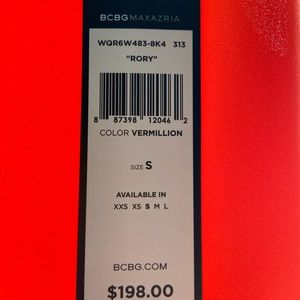 BCBGMAXAZRIA
WQR6W483-8K4 313
"RORY"
8 87398 12046 2
COLOR VERMILLION
SIZE S
AVAILABLE IN
XXS XS S M L
BCBG.COM
$198.00